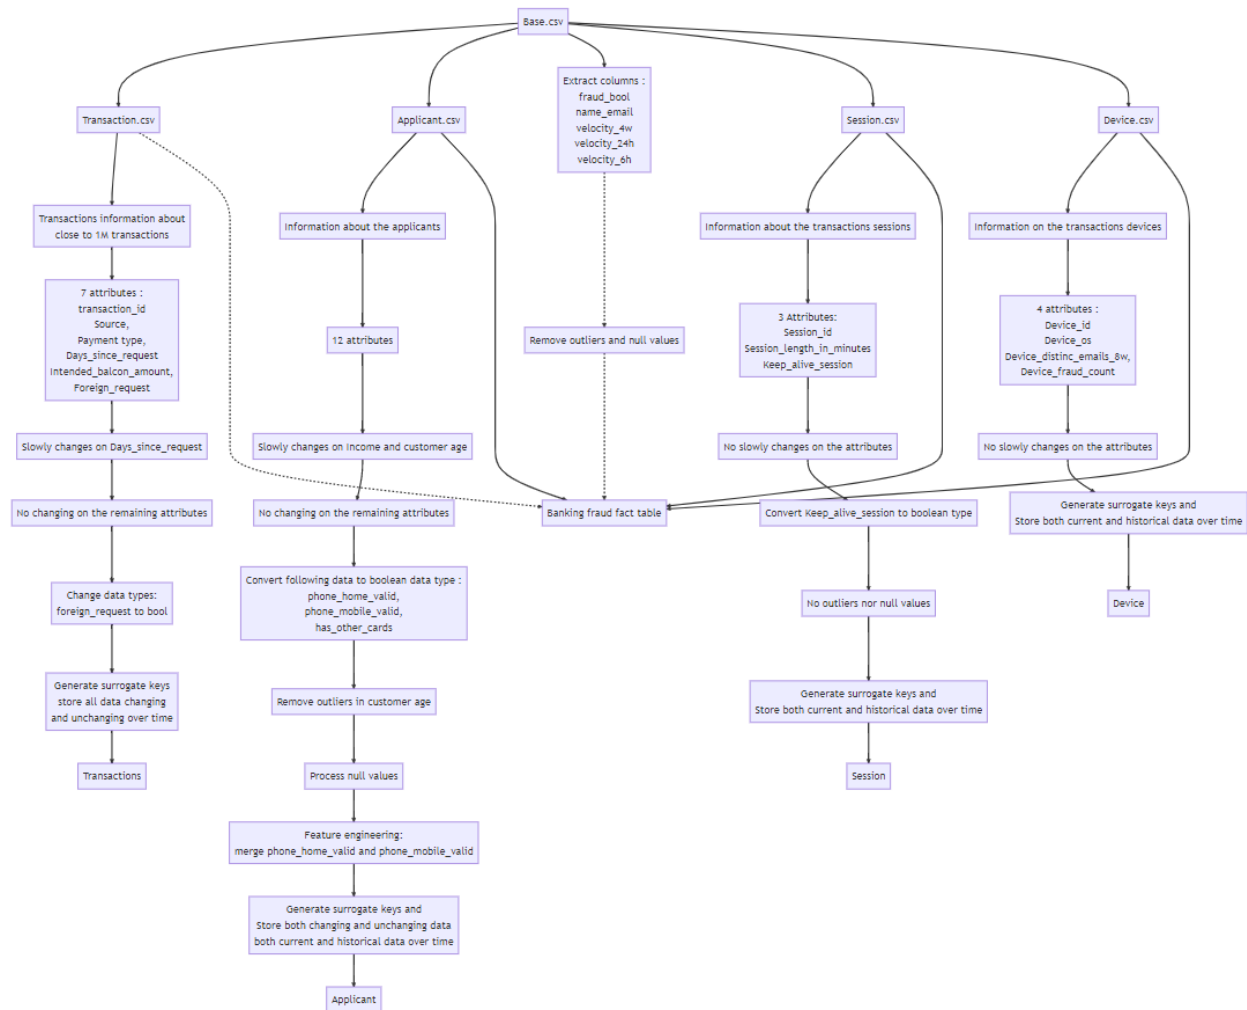 Base.csv
Transaction.csv
Applicant.csv
Extract columns :
fraud_bool
name_email
velocity_4w
velocity_24h
velocity_6h
Session.csv
Device.csv
Transactions information about
close to 1M transactions
Information about the applicants
Information about the transactions sessions
Information on the transactions devices
7 attributes :
transaction_id
Source,
Payment type,
Days_since_request
Intended_balcon_amount,
Foreign_request
12 attributes
Remove outliers and null values
3 Attributes:
Session_id
Session_length_in_minutes
Keep_alive_session
4 attributes :
Device_id
Device_os
Device_distinc_emails_8w,
Device_fraud_count
Slowly changes on Days_since_request
Slowly changes on Income and customer age
No slowly changes on the attributes
No slowly changes on the attributes
No changing on the remaining attributes
No changing on the remaining attributes
Banking fraud fact table
Convert Keep_alive_session to boolean type
Generate surrogate keys and
Store both current and historical data over time
Change data types:
foreign_request to bool
Convert following data to boolean data type :
phone_home_valid,
phone_mobile_valid,
has_other_cards
No outliers nor null values
Device
Generate surrogate keys
store all data changing
and unchanging over time
Remove outliers in customer age
Generate surrogate keys and
Store both current and historical data over time
Transactions
Process null values
Session
Feature engineering:
merge phone_home_valid and phone_mobile_valid
Generate surrogate keys and
Store both changing and unchanging data
both current and historical data over time
Applicant